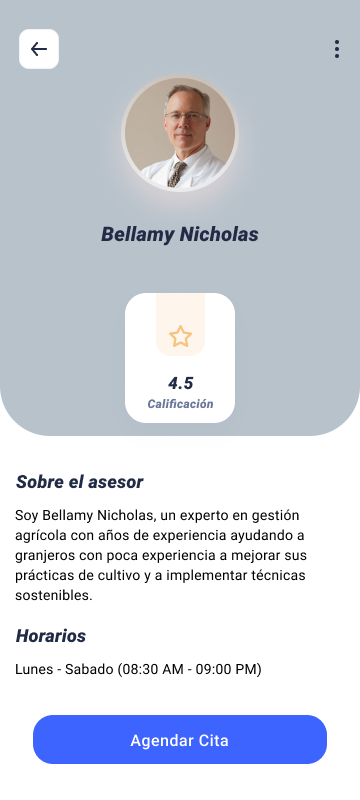 Bellamy Nicholas
4.5
Calificación
Sobre el asesor
Soy Bellamy Nicholas, un experto en gestión
agrícola con años de experiencia ayudando a
granjeros con poca experiencia a mejorar sus
prácticas de cultivo y a implementar técnicas
sostenibles.
Horarios
Lunes - Sabado (08:30 AM - 09:00 PM)
Agendar Cita